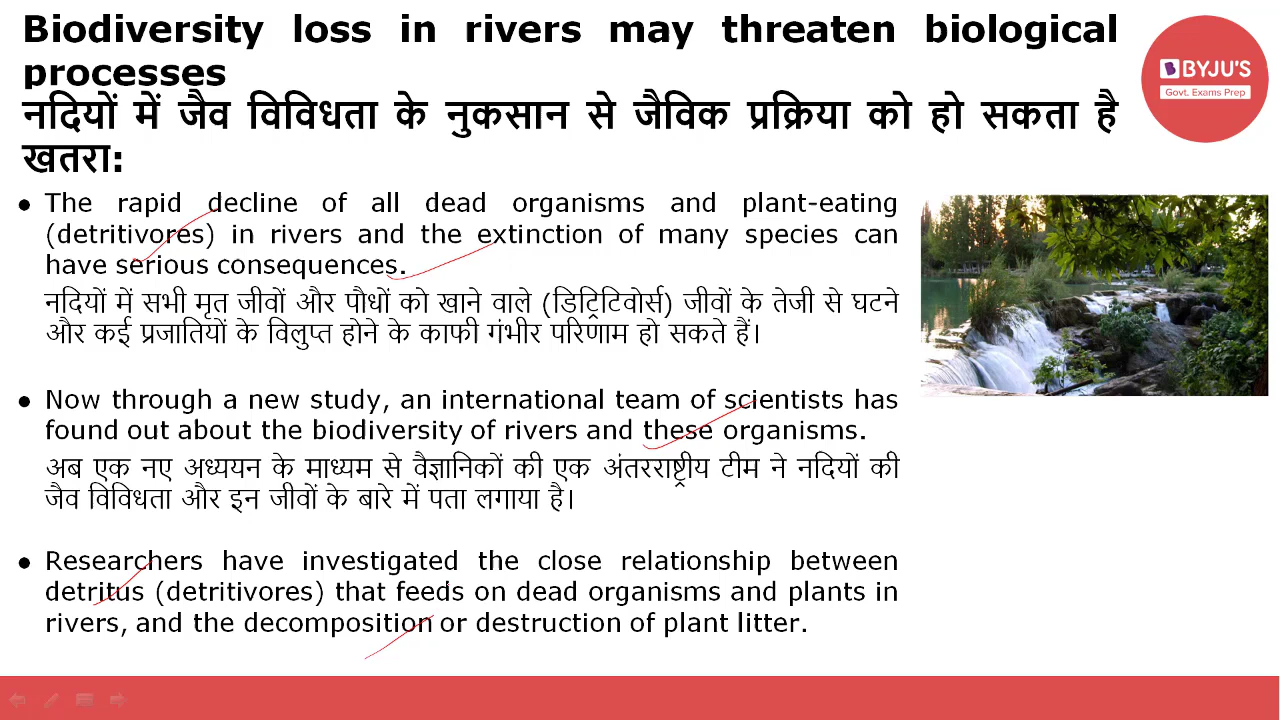 Biodiversity loss in rivers may threaten biological
processes
नदियों में जैव विविधता के नुकसान से जैविक प्रक्रिया को हो सकता है
खतरा:
BYJU'S
Govt. Exams Prep
• The rapid decline of all dead organisms and plant-eating
(detritivores) in rivers and the extinction of many species can
have serious consequences.
नदियों में सभी मृत जीवों और पौधों को खाने वाले (डिट्रिटिवोर्स) जीवों के तेजी से घटने
और कई प्रजातियों के विलुप्त होने के काफी गंभीर परिणाम हो सकते हैं।
• Now through a new study, an international team of scientists has
found out about the biodiversity of rivers and these organisms.
अब एक नए अध्ययन के माध्यम से वैज्ञानिकों की एक अंतरराष्ट्रीय टीम ने नदियों की
जैव विविधता और इन जीवों के बारे में पता लगाया है।
• Researchers have investigated the close relationship between
detritus (detritivores) that feeds on dead organisms and plants in
rivers, and the decomposition or destruction of plant litter.